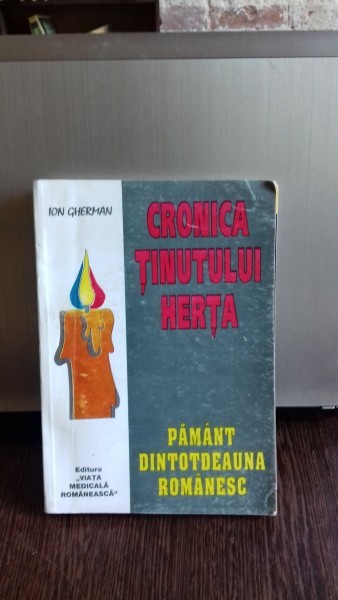 ION GHERMAN
CRONICA
ȚINUTULUI
HERȚA
PĂMÂNT
DINTOTDEAUNA
ROMÂNESC
Editura
„VIAȚA
MEDICALĂ
ROMÂNEASCĂ”